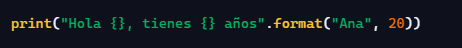 print("Hola {}, tienes {} años".format("Ana", 20))